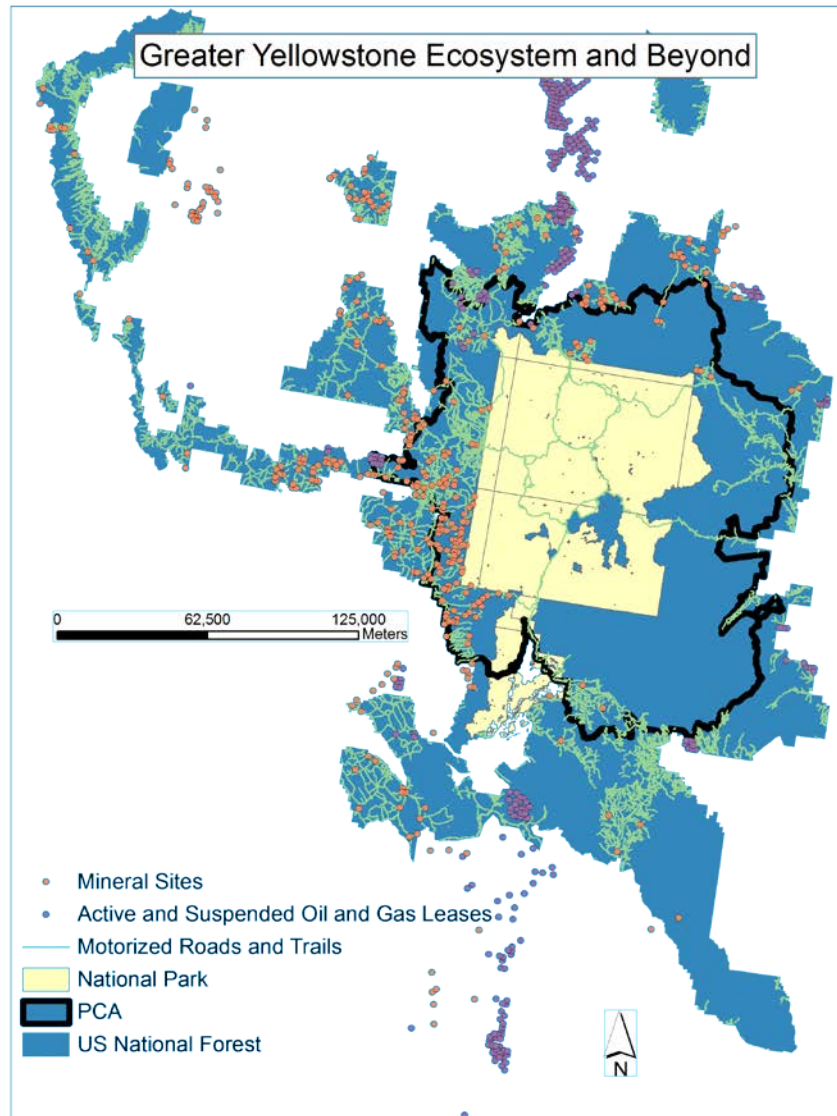 Greater Yellowstone Ecosystem and Beyond
0 62,500 125,000
Meters
Mineral Sites
Active and Suspended Oil and Gas Leases
Motorized Roads and Trails
National Park
PCA
US National Forest
N